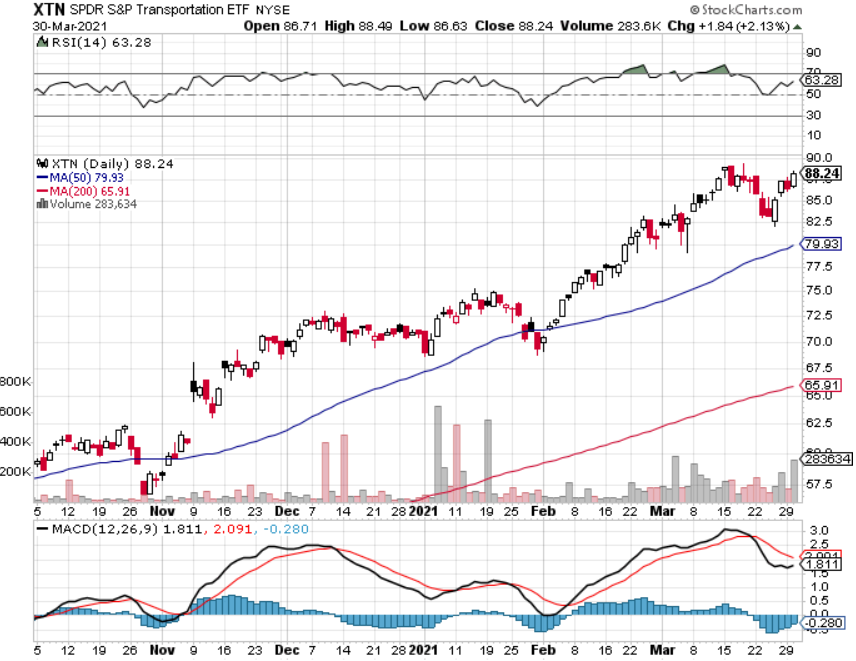 XTN SPDR S&P Transportation ETF NYSE © StockCharts.com
30-Mar-2021 Open 86.71 High 88.49 Low 86.63 Close 88.24 Volume 283.6K Chg +1.84 (+2.13%)
RSI(14) 63.28
90
70
63.28
50
30
10
XTN (Daily) 88.24
MA(50) 79.93
MA(200) 65.91
Volume 283,634
90.0
88.24
85.0
82.5
79.93
77.5
75.0
72.5
70.0
67.5
65.91
62.5
283634
57.5
800K
600K
400K
200K
5 12 19 26 Nov 9 16 23 Dec 7 14 21 28 2021 11 19 25 Feb 8 16 22 Mar 8 15 22 29
MACD(12,26,9) 1.811, 2.091, -0.280
3.0
2.5
2.091
1.811
1.5
1.0
0.5
0.0
-0.280
5 12 19 26 Nov 9 16 23 Dec 7 14 21 28 2021 11 19 25 Feb 8 16 22 Mar 8 15 22 29